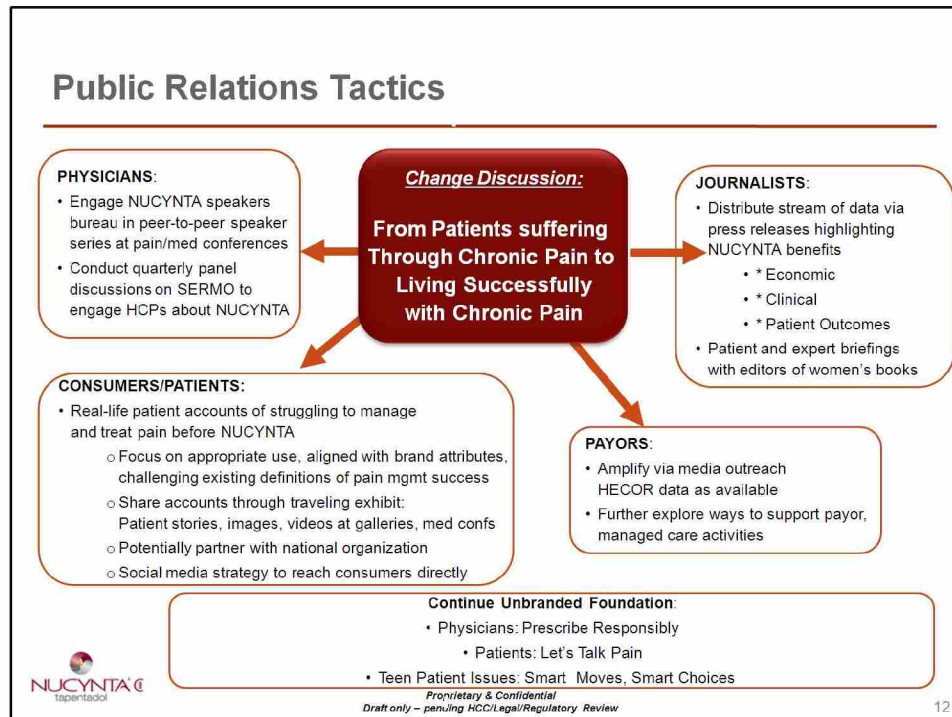 Public Relations Tactics
PHYSICIANS:
• Engage NUCYNTA speakers
bureau in peer-to-peer speaker
series at pain/med conferences
• Conduct quarterly panel
discussions on SERMO to
engage HCPs about NUCYNTA
Change Discussion:
From Patients suffering
Through Chronic Pain to
Living Successfully
with Chronic Pain
JOURNALISTS:
• Distribute stream of data via
press releases highlighting
NUCYNTA benefits
• * Economic
• * Clinical
• * Patient Outcomes
• Patient and expert briefings
with editors of women's books
CONSUMERS/PATIENTS:
• Real-life patient accounts of struggling to manage
and treat pain before NUCYNTA
o Focus on appropriate use, aligned with brand attributes,
challenging existing definitions of pain mgmt success
o Share accounts through traveling exhibit:
Patient stories, images, videos at galleries, med confs
o Potentially partner with national organization
o Social media strategy to reach consumers directly
PAYORS:
• Amplify via media outreach
HECOR data as available
• Further explore ways to support payor,
managed care activities
Continue Unbranded Foundation:
• Physicians: Prescribe Responsibly
• Patients: Let's Talk Pain
• Teen Patient Issues: Smart Moves, Smart Choices
NUCYNTA® CII
tapentadol
Proprietary & Confidential
Draft only – pending HCC/Legal/Regulatory Review
12